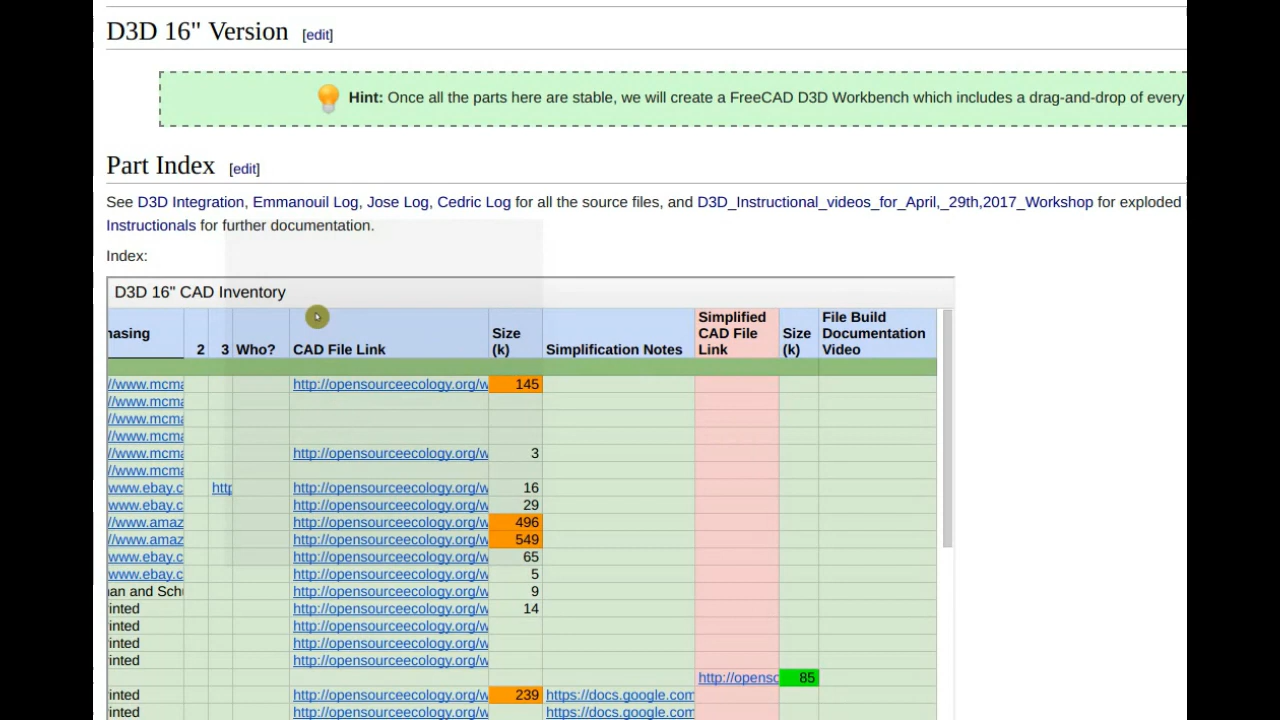 D3D 16" Version [edit]
Hint: Once all the parts here are stable, we will create a FreeCAD D3D Workbench which includes a drag-and-drop of every
Part Index [edit]
See D3D Integration, Emmanouil Log, Jose Log, Cedric Log for all the source files, and D3D_Instructional_videos_for_April,_29th,2017_Workshop for exploded
Instructionals for further documentation.
Index:
D3D 16" CAD Inventory
hasing 2 3 Who? CAD File Link Size (k) Simplification Notes Simplified CAD File Link Size (k) File Build Documentation Video
//www.mcma http://opensourceecology.org/w 145
//www.mcma
//www.mcma
//www.mcma
//www.mcma http://opensourceecology.org/w 3
//www.mcma
www.ebay.c http http://opensourceecology.org/w 16
www.ebay.c http://opensourceecology.org/w 29
//www.amaz http://opensourceecology.org/w 496
//www.amaz http://opensourceecology.org/w 549
www.ebay.c http://opensourceecology.org/w 65
www.ebay.c http://opensourceecology.org/w 5
an and Schu http://opensourceecology.org/w 9
inted http://opensourceecology.org/w 14
inted http://opensourceecology.org/w
inted http://opensourceecology.org/w
inted http://opensourceecology.org/w
http://openso 85
inted http://opensourceecology.org/w 239 https://docs.google.com
inted http://opensourceecology.org/w https://docs.google.com